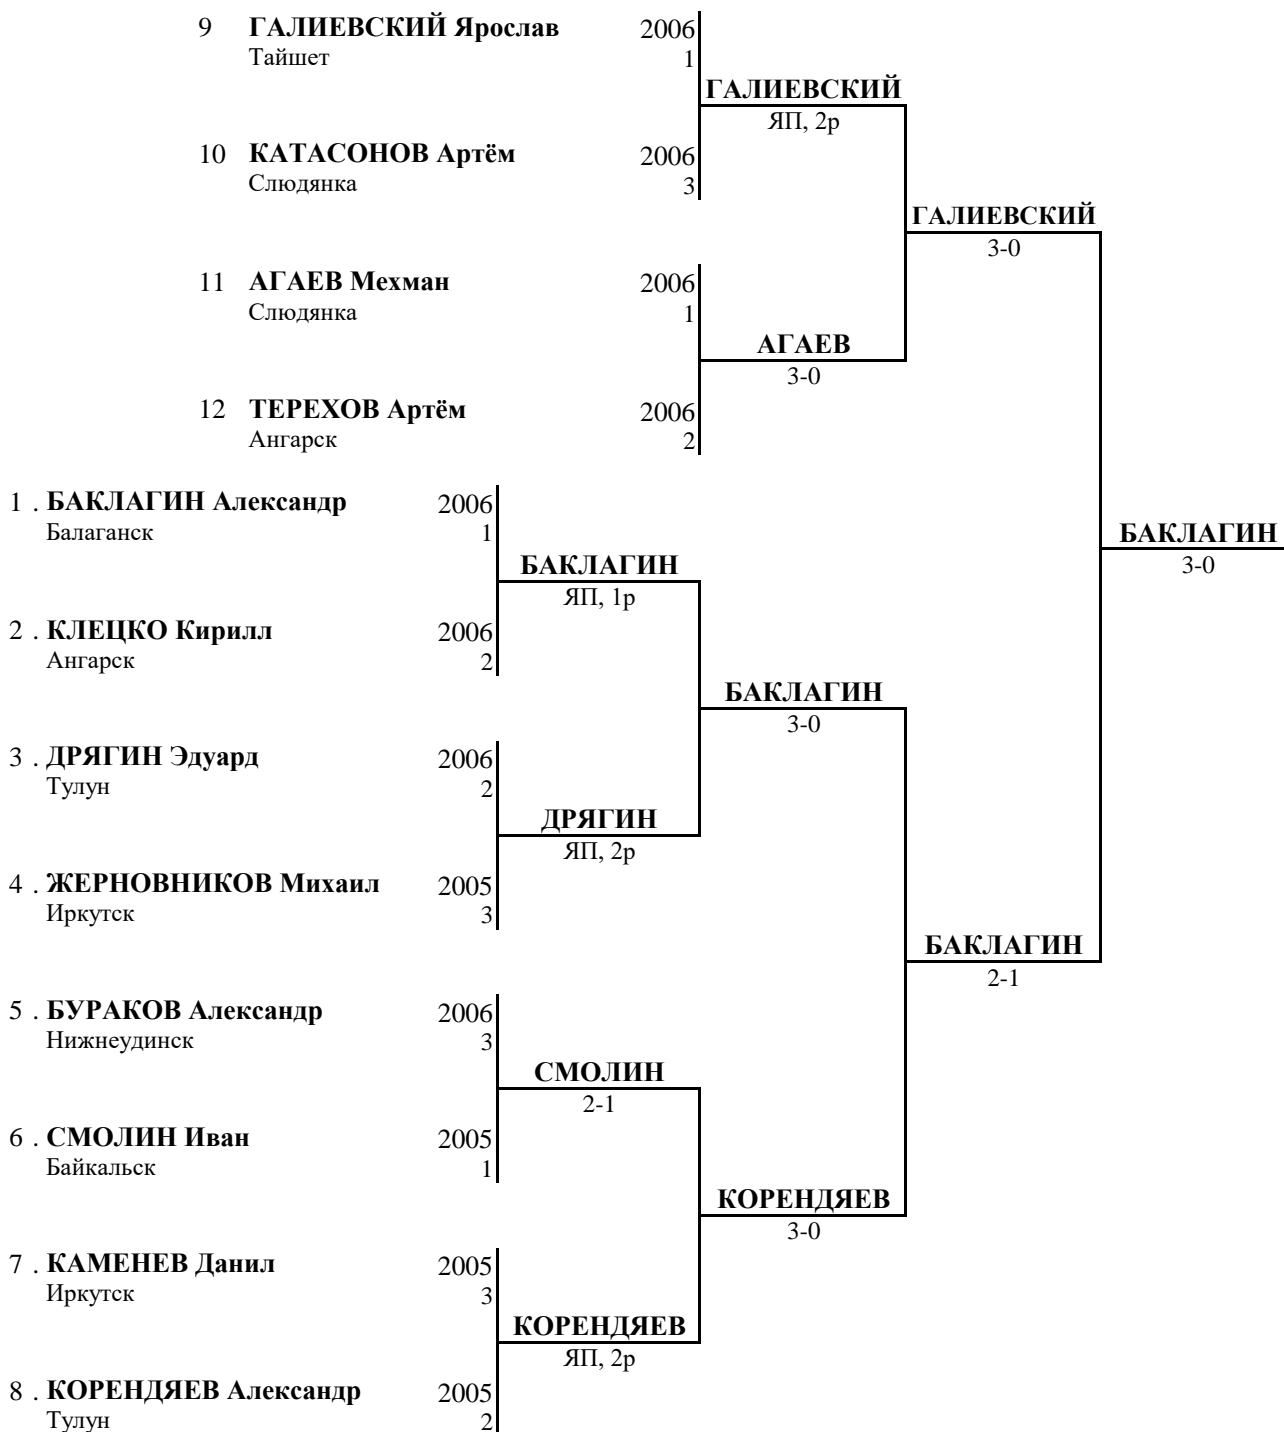 9 ГАЛИЕВСКИЙ Ярослав 2006
Тайшет 1
ГАЛИЕВСКИЙ
ЯП, 2р
10 КАТАСОНОВ Артём 2006
Слюдянка 3
ГАЛИЕВСКИЙ
3-0
11 АГАЕВ Мехман 2006
Слюдянка 1
АГАЕВ
3-0
12 ТЕРЕХОВ Артём 2006
Ангарск 2
1 . БАКЛАГИН Александр 2006
Балаганск 1
БАКЛАГИН
3-0
БАКЛАГИН
ЯП, 1р
2 . КЛЕЦКО Кирилл 2006
Ангарск 2
БАКЛАГИН
3-0
3 . ДРЯГИН Эдуард 2006
Тулун 2
ДРЯГИН
ЯП, 2р
4 . ЖЕРНОВНИКОВ Михаил 2005
Иркутск 3
БАКЛАГИН
2-1
5 . БУРАКОВ Александр 2006
Нижнеудинск 3
СМОЛИН
2-1
6 . СМОЛИН Иван 2005
Байкальск 1
КОРЕНДЯЕВ
3-0
7 . КАМЕНЕВ Данил 2005
Иркутск 3
КОРЕНДЯЕВ
ЯП, 2р
8 . КОРЕНДЯЕВ Александр 2005
Тулун 2